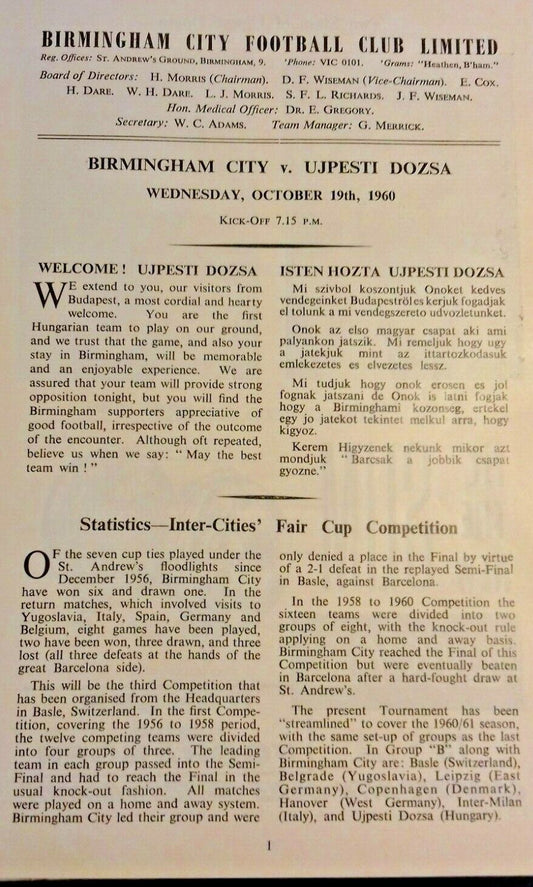 BIRMINGHAM CITY FOOTBALL CLUB LIMITED
Reg. Offices: ST. ANDREW'S GROUND, BIRMINGHAM, 9. 'Phone: VIC 0101. 'Grams: "Heathen, B'ham."
Board of Directors: H. MORRIS (Chairman). D. F. WISEMAN (Vice-Chairman). E. COX.
H. DARE. W. H. DARE. L. J. MORRIS. S. F. L. RICHARDS. J. F. WISEMAN.
Hon. Medical Officer: DR. E. GREGORY.
Secretary: W. C. ADAMS. Team Manager: G. MERRICK.
BIRMINGHAM CITY v. UJPESTI DOZSA
WEDNESDAY, OCTOBER 19th, 1960
KICK-OFF 7.15 P.M.
WELCOME! UJPESTI DOZSA
WE extend to you, our visitors from
Budapest, a most cordial and hearty
welcome. You are the first
Hungarian team to play on our ground,
and we trust that the game, and also your
stay in Birmingham, will be memorable
and an enjoyable experience. We are
assured that your team will provide strong
opposition tonight, but you will find the
Birmingham supporters appreciative of
good football, irrespective of the outcome
of the encounter. Although oft repeated,
believe us when we say: "May the best
team win!"
ISTEN HOZTA UJPESTI DOZSA
Mi szivbol koszontjuk Onoket kedves
vendegeinket Budapeströl es kerjuk fogadjak
el tolunk a mi vendegszereto udvozletunket.
Onok az elso magyar csapat aki ami
palyankon jatszik. Mi remeljuk hogy ugy
a jatekjuk mint az ittartozkodasuk
emlekezetes es elvezetes lessz.
Mi tudjuk hogy onok erosen es jol
fognak jatszani de Onok is latni fogjak
hogy a Birminghami kozonseg, ertekel
egy jo jatekot tekintet melkul arra, hogy
kigyoz.
Kerem Higyzenek nekunk mikor azt
mondjuk "Barcsak a jobbik csapat
gyozne."
Statistics—Inter-Cities' Fair Cup Competition
OF the seven cup ties played under the
St. Andrew's floodlights since
December 1956, Birmingham City
have won six and drawn one. In the
return matches, which involved visits to
Yugoslavia, Italy, Spain, Germany and
Belgium, eight games have been played,
two have been won, three drawn, and three
lost (all three defeats at the hands of the
great Barcelona side).
This will be the third Competition that
has been organised from the Headquarters
in Basle, Switzerland. In the first Compe-
tition, covering the 1956 to 1958 period,
the twelve competing teams were divided
into four groups of three. The leading
team in each group passed into the Semi-
Final and had to reach the Final in the
usual knock-out fashion. All matches
were played on a home and away system.
Birmingham City led their group and were
only denied a place in the Final by virtue
of a 2-1 defeat in the replayed Semi-Final
in Basle, against Barcelona.
In the 1958 to 1960 Competition the
sixteen teams were divided into two
groups of eight, with the knock-out rule
applying on a home and away basis.
Birmingham City reached the Final of this
Competition but were eventually beaten
in Barcelona after a hard-fought draw at
St. Andrew's.
The present Tournament has been
"streamlined" to cover the 1960/61 season,
with the same set-up of groups as the last
Competition. In Group "B" along with
Birmingham City are: Basle (Switzerland),
Belgrade (Yugoslavia), Leipzig (East
Germany), Copenhagen (Denmark),
Hanover (West Germany), Inter-Milan
(Italy), and Ujpesti Dozsa (Hungary).
1